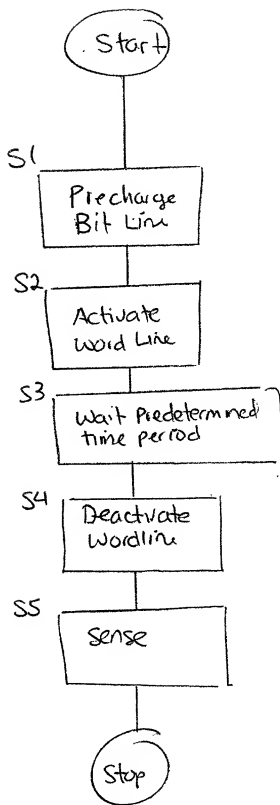 Start
S1
Precharge
Bit Line
S2
Activate
Word Line
S3
Wait Predetermined
time period
S4
Deactivate
Wordline
S5
Sense
Stop